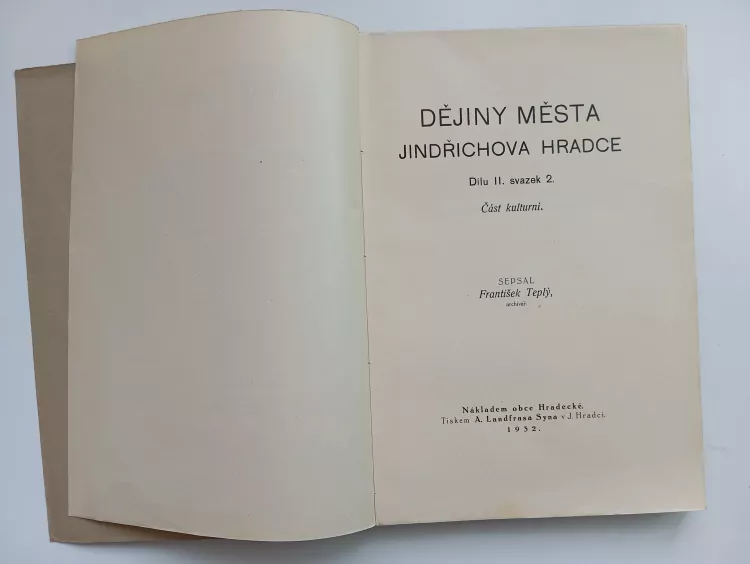 DĚJINY MĚSTA
JINDŘICHOVA HRADCE
Dílu II. svazek 2.
Část kulturní.
SEPSAL
František Teplý,
archivář.
Nákladem obce Hradecké.
Tiskem A. Landfrasa Syna v J. Hradci.
1932.